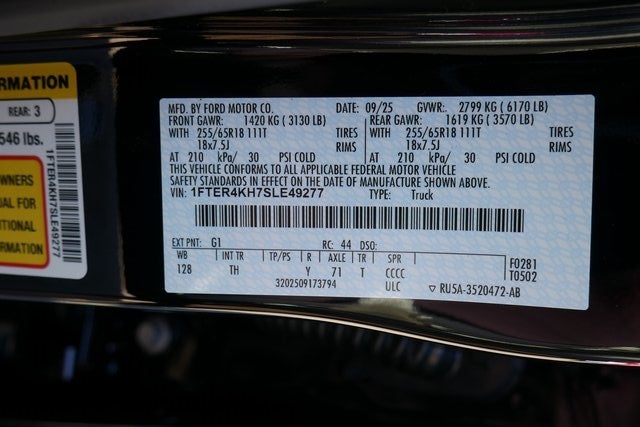 RMATION
REAR: 3
546 lbs.
WNERS
UAL FOR
ITIONAL
ORMATION
1FTER4KH7SLE49277
MFD. BY FORD MOTOR CO. DATE: 09/25 GVWR: 2799 KG ( 6170 LB)
FRONT GAWR: 1420 KG ( 3130 LB) REAR GAWR: 1619 KG ( 3570 LB)
WITH 255/65R18 111T TIRES WITH 255/65R18 111T TIRES
18x7.5J RIMS 18x7.5J RIMS
AT 210 kPa/ 30 PSI COLD AT 210 kPa/ 30 PSI COLD
THIS VEHICLE CONFORMS TO ALL APPLICABLE FEDERAL MOTOR VEHICLE
SAFETY STANDARDS IN EFFECT ON THE DATE OF MANUFACTURE SHOWN ABOVE.
VIN: 1FTER4KH7SLE49277 TYPE: Truck
EXT PNT: G1 RC: 44 DSO:
WB INT TR TP/PS R AXLE TR SPR F0281
128 TH Y 71 T CCCC T0502
3202509173794 ULC ▽ RU5A-3520472-AB